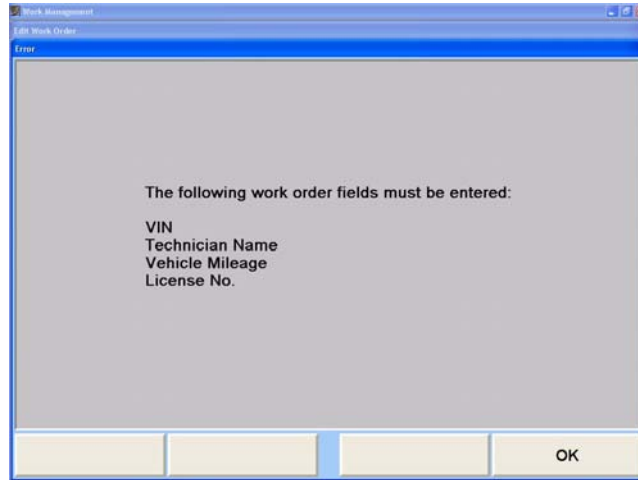 Work Management
Edit Work Order
Error
The following work order fields must be entered:
VIN
Technician Name
Vehicle Mileage
License No.
OK